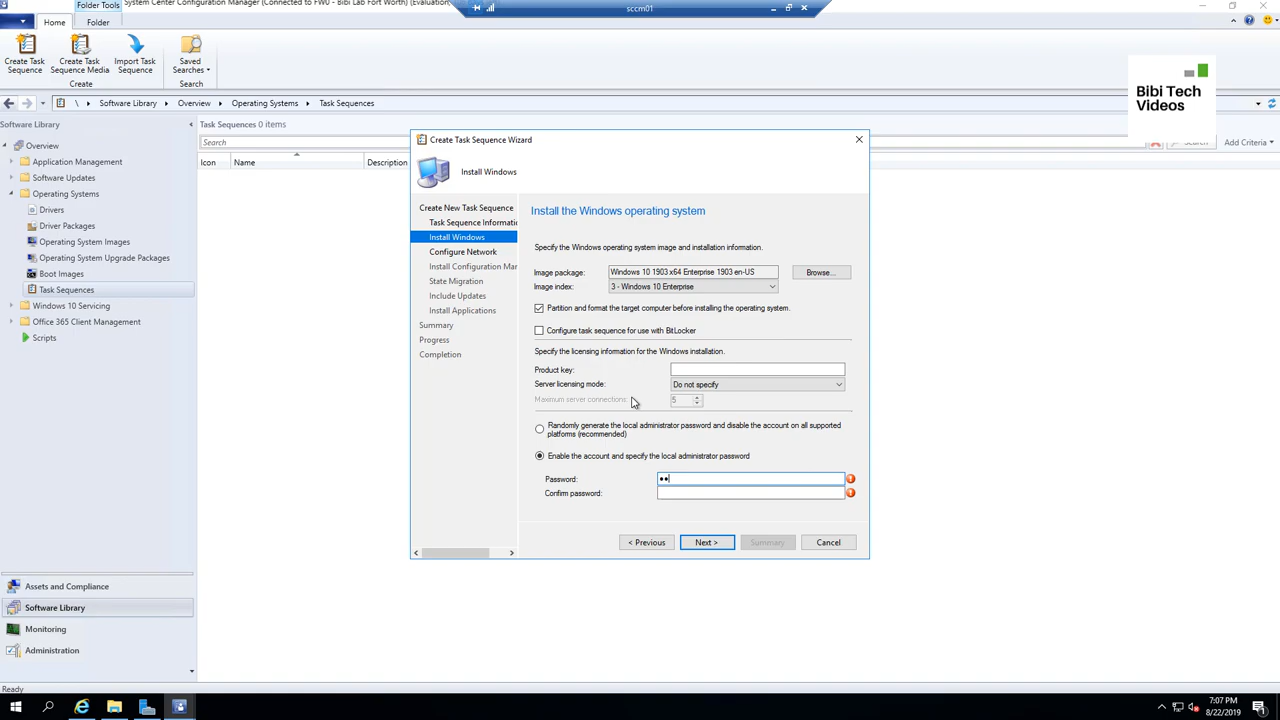 Folder Tools
System Center Configuration Manager (Connected to FW0 - Bibi Lab Fort Worth) (Evaluation
sccm01
Home
Folder
Create Task Sequence
Create Task Sequence Media
Import Task Sequence
Saved Searches
Create
Search
Bibi Tech
Videos
\ Software Library Overview Operating Systems Task Sequences
Software Library
Task Sequences 0 items
Search
Search
Add Criteria
Icon Name Description
Overview
Application Management
Software Updates
Operating Systems
Drivers
Driver Packages
Operating System Images
Operating System Upgrade Packages
Boot Images
Task Sequences
Windows 10 Servicing
Office 365 Client Management
Scripts
Create Task Sequence Wizard
Install Windows
Create New Task Sequence
Task Sequence Informatio
Install Windows
Configure Network
Install Configuration Mar
State Migration
Include Updates
Install Applications
Summary
Progress
Completion
Install the Windows operating system
Specify the Windows operating system image and installation information.
Image package:
Windows 10 1903 x64 Enterprise 1903 en-US
Browse...
Image index:
3 - Windows 10 Enterprise
Partition and format the target computer before installing the operating system.
Configure task sequence for use with BitLocker
Specify the licensing information for the Windows installation.
Product key:
Server licensing mode:
Do not specify
Maximum server connections:
5
Randomly generate the local administrator password and disable the account on all supported
platforms (recommended)
Enable the account and specify the local administrator password
Password:
••
Confirm password:
< Previous
Next >
Summary
Cancel
Assets and Compliance
Software Library
Monitoring
Administration
Ready
7:07 PM
8/22/2019
1